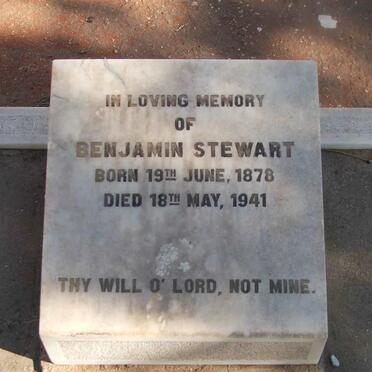 IN LOVING MEMORY
OF
BENJAMIN STEWART
BORN 19TH JUNE, 1878
DIED 18TH MAY, 1941
THY WILL O' LORD, NOT MINE.